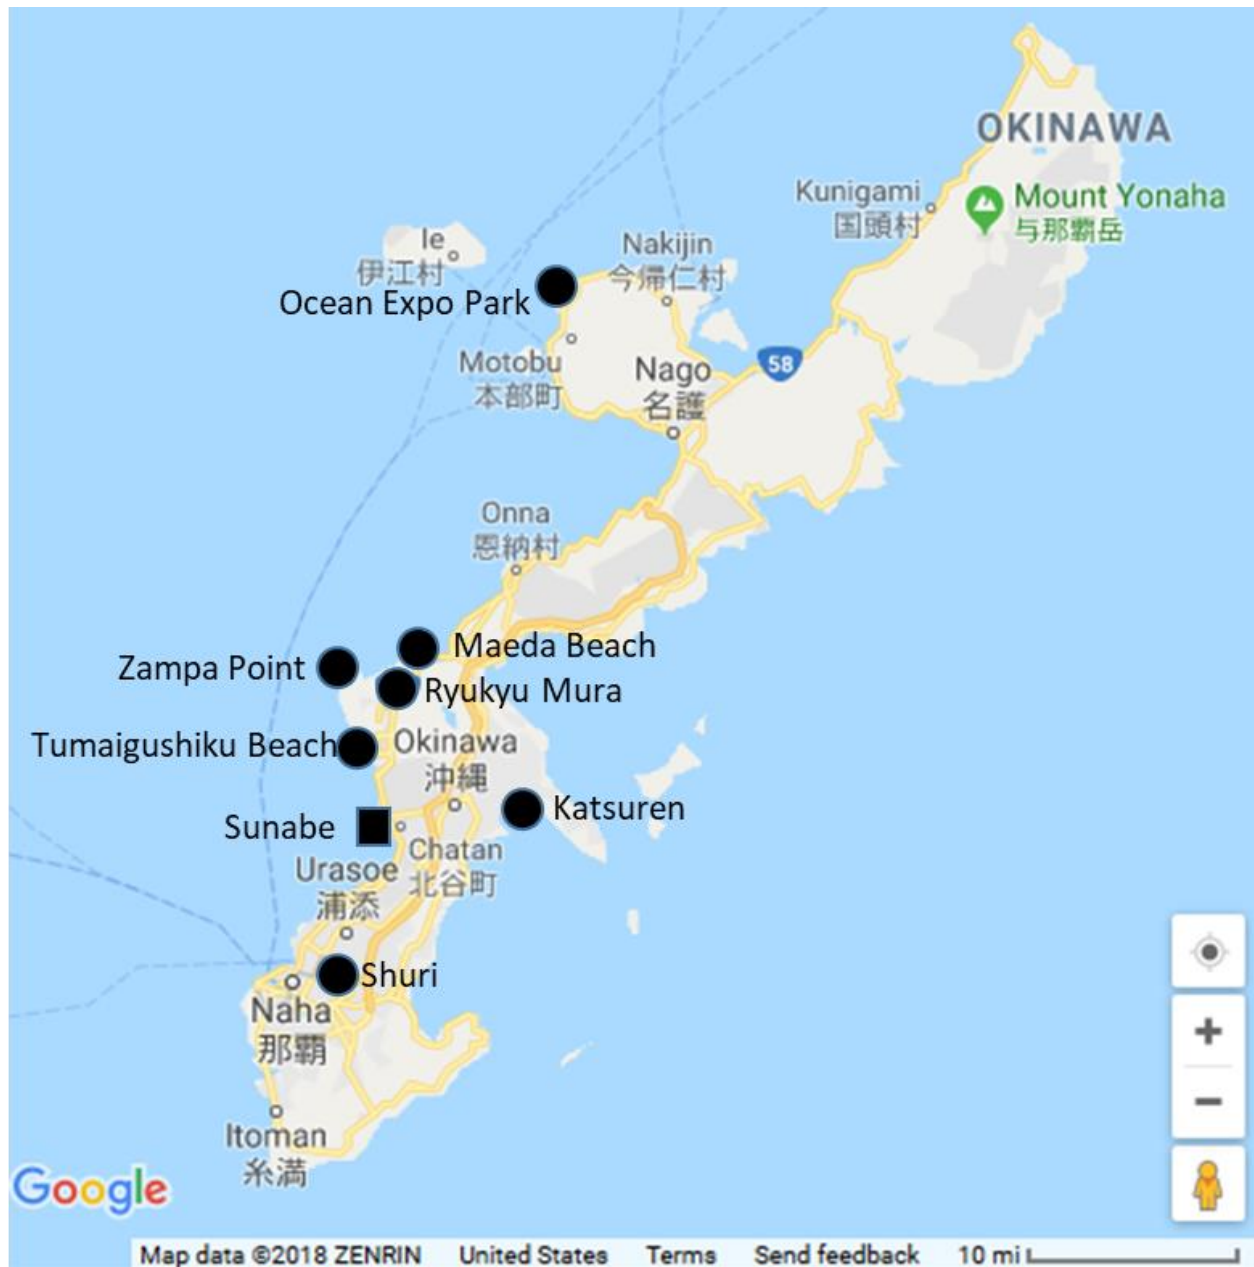 OKINAWA
Kunigami
国頭村
Mount Yonaha
与那覇岳
Ie
伊江村
Nakijin
今帰仁村
Ocean Expo Park
Motobu
本部町
Nago
名護
58
Onna
恩納村
Maeda Beach
Zampa Point
Ryukyu Mura
Tumaigushiku Beach
Okinawa
沖縄
Katsuren
Sunabe
Chatan
北谷町
Urasoe
浦添
Shuri
Naha
那覇
Itoman
糸満
Google
Map data ©2018 ZENRIN United States Terms Send feedback 10 mi